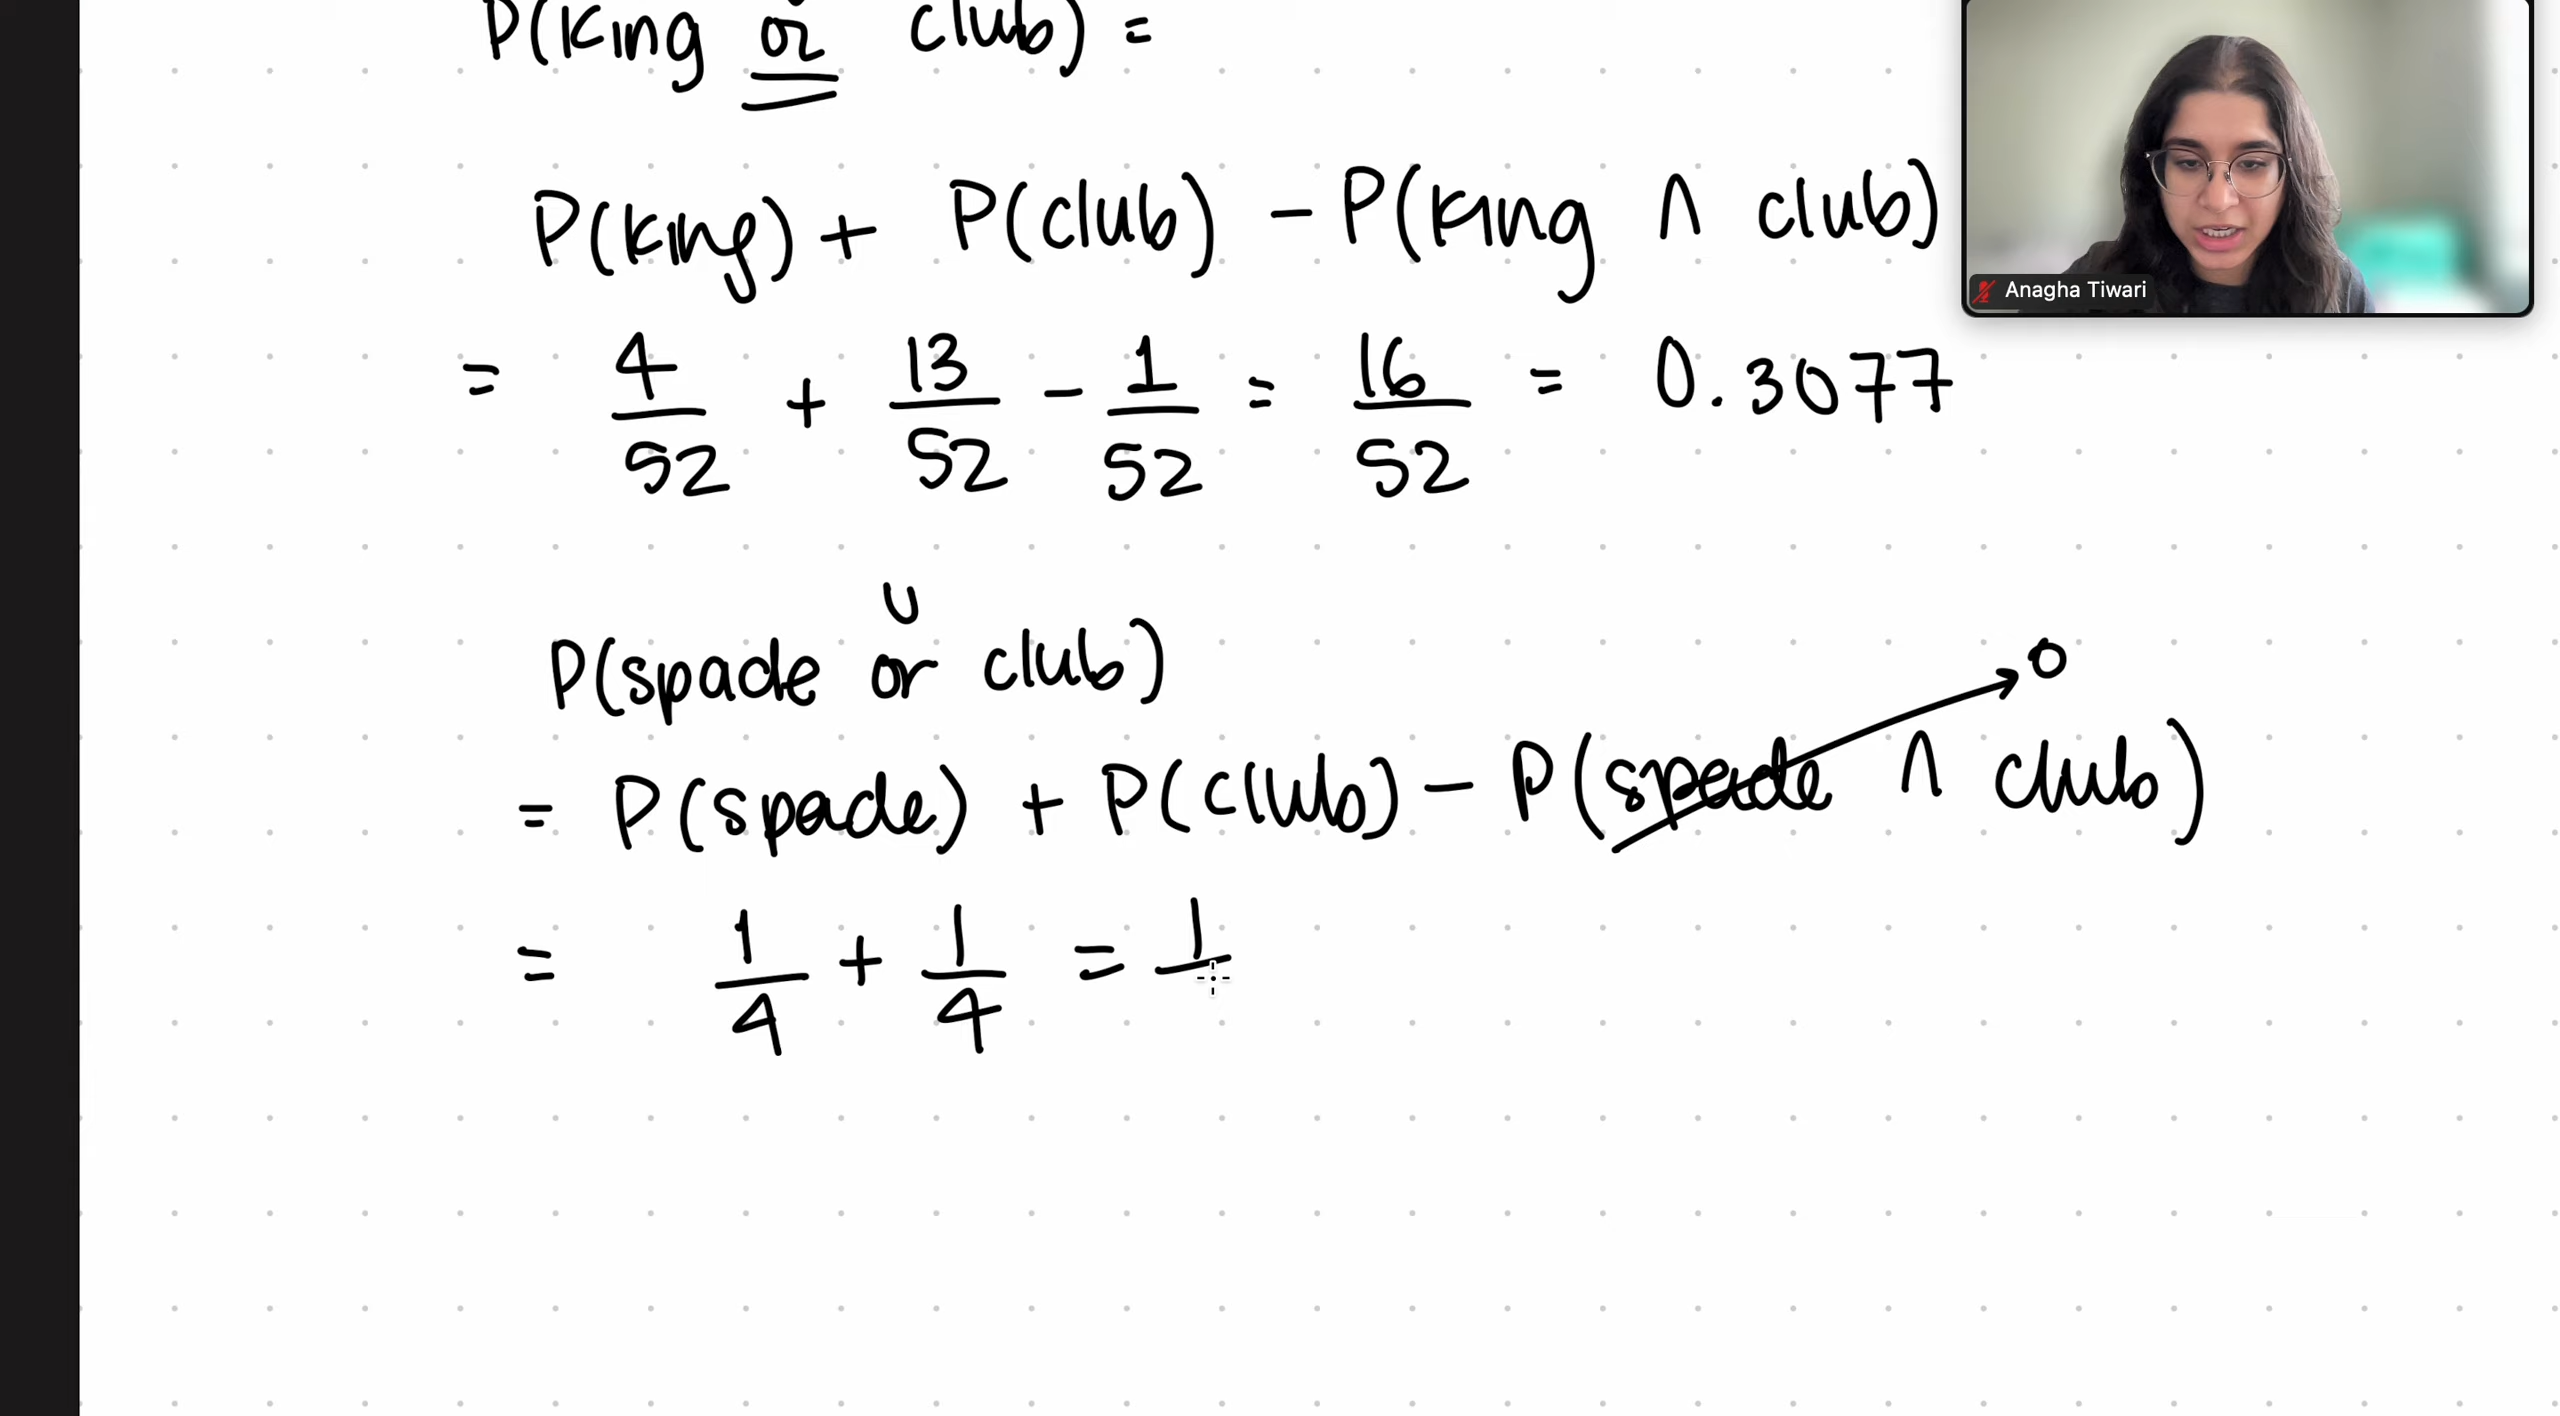 P(King or club) =
P(King) + P(club) - P(King ∩ club)
Anagha Tiwari
= 4/52 + 13/52 - 1/52 = 16/52 = 0.3077
∪
P(spade or club)
0
= P(spade) + P(club) - P(spade ∩ club)
= 1/4 + 1/4 = 1/